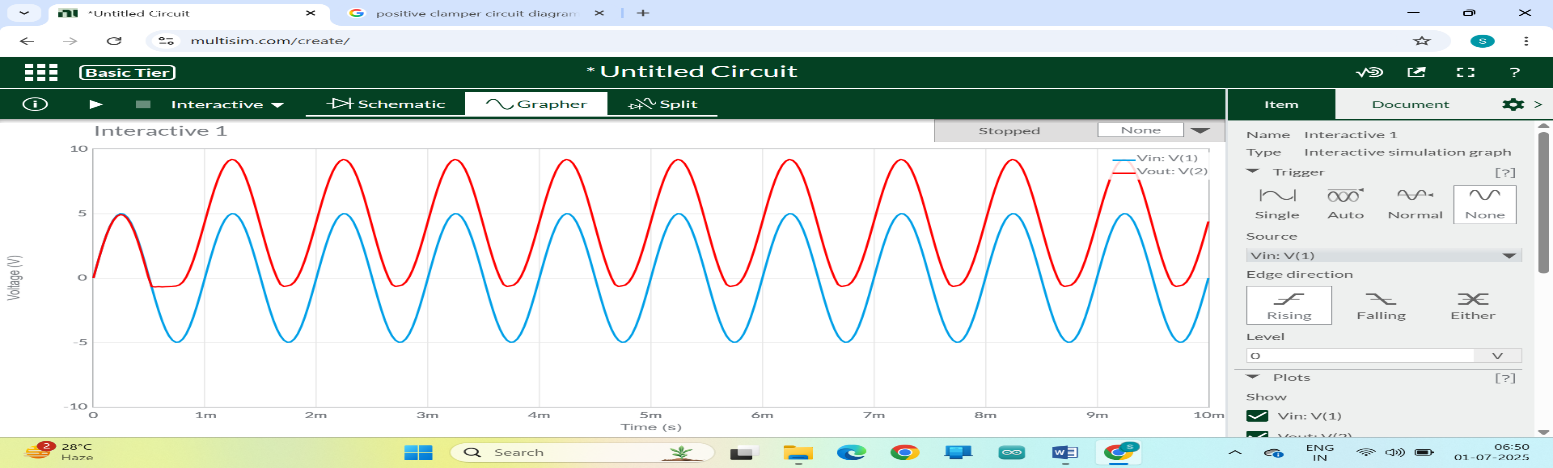 *Untitled Circuit
positive clamper circuit diagran
multisim.com/create/
S
Basic Tier
*Untitled Circuit
?
Interactive
Schematic
Grapher
Split
Item
Document
Interactive 1
Stopped
None
Name Interactive 1
Type Interactive simulation graph
Trigger [?]
Single Auto Normal None
Source
Vin: V(1)
Edge direction
Rising Falling Either
Level
0 V
Plots [?]
Show
Vin: V(1)
Vout: V(2)
Vin: V(1)
Vout: V(2)
Voltage (V)
10
5
0
-5
-10
0 1m 2m 3m 4m 5m 6m 7m 8m 9m 10m
Time (s)
2
28°C
Haze
Search
S
ENG
IN
06:50
01-07-2025